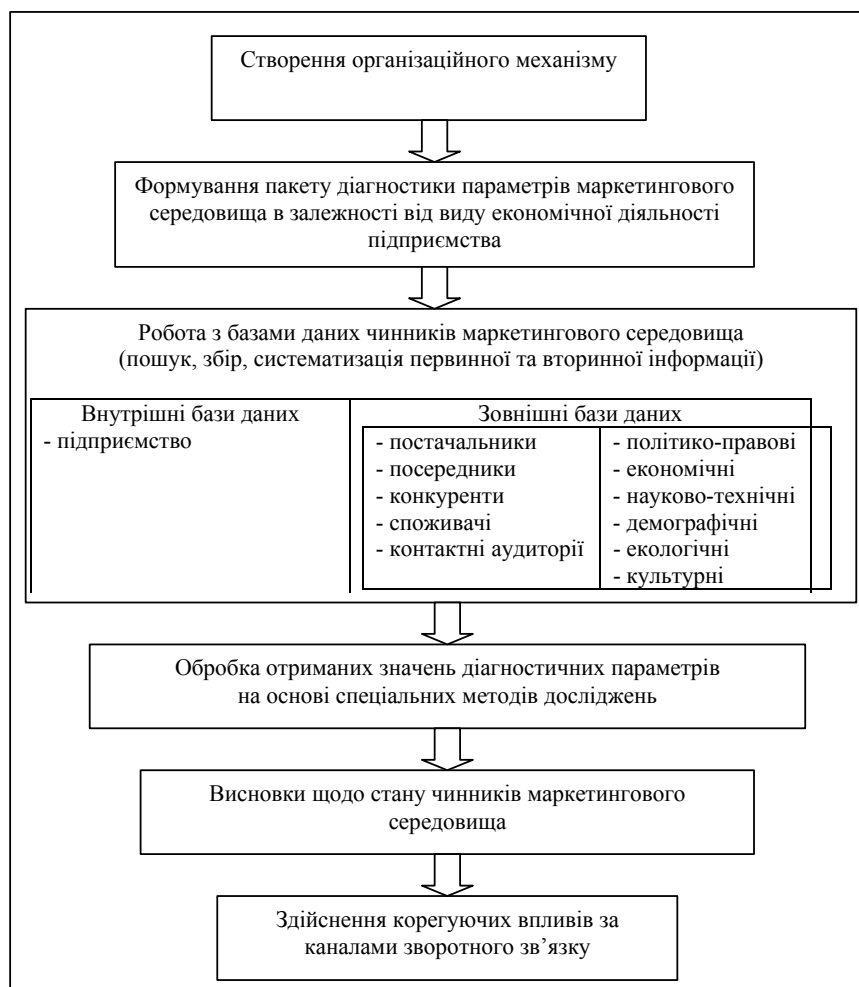 Створення організаційного механізму
Формування пакету діагностики параметрів маркетингового
середовища в залежності від виду економічної діяльності
підприємства
Робота з базами даних чинників маркетингового середовища
(пошук, збір, систематизація первинної та вторинної інформації)
Внутрішні бази даних
- підприємство
Зовнішні бази даних
- постачальники
- посередники
- конкуренти
- споживачі
- контактні аудиторії
- політико-правові
- економічні
- науково-технічні
- демографічні
- екологічні
- культурні
Обробка отриманих значень діагностичних параметрів
на основі спеціальних методів досліджень
Висновки щодо стану чинників маркетингового
середовища
Здійснення корегуючих впливів за
каналами зворотного зв’язку